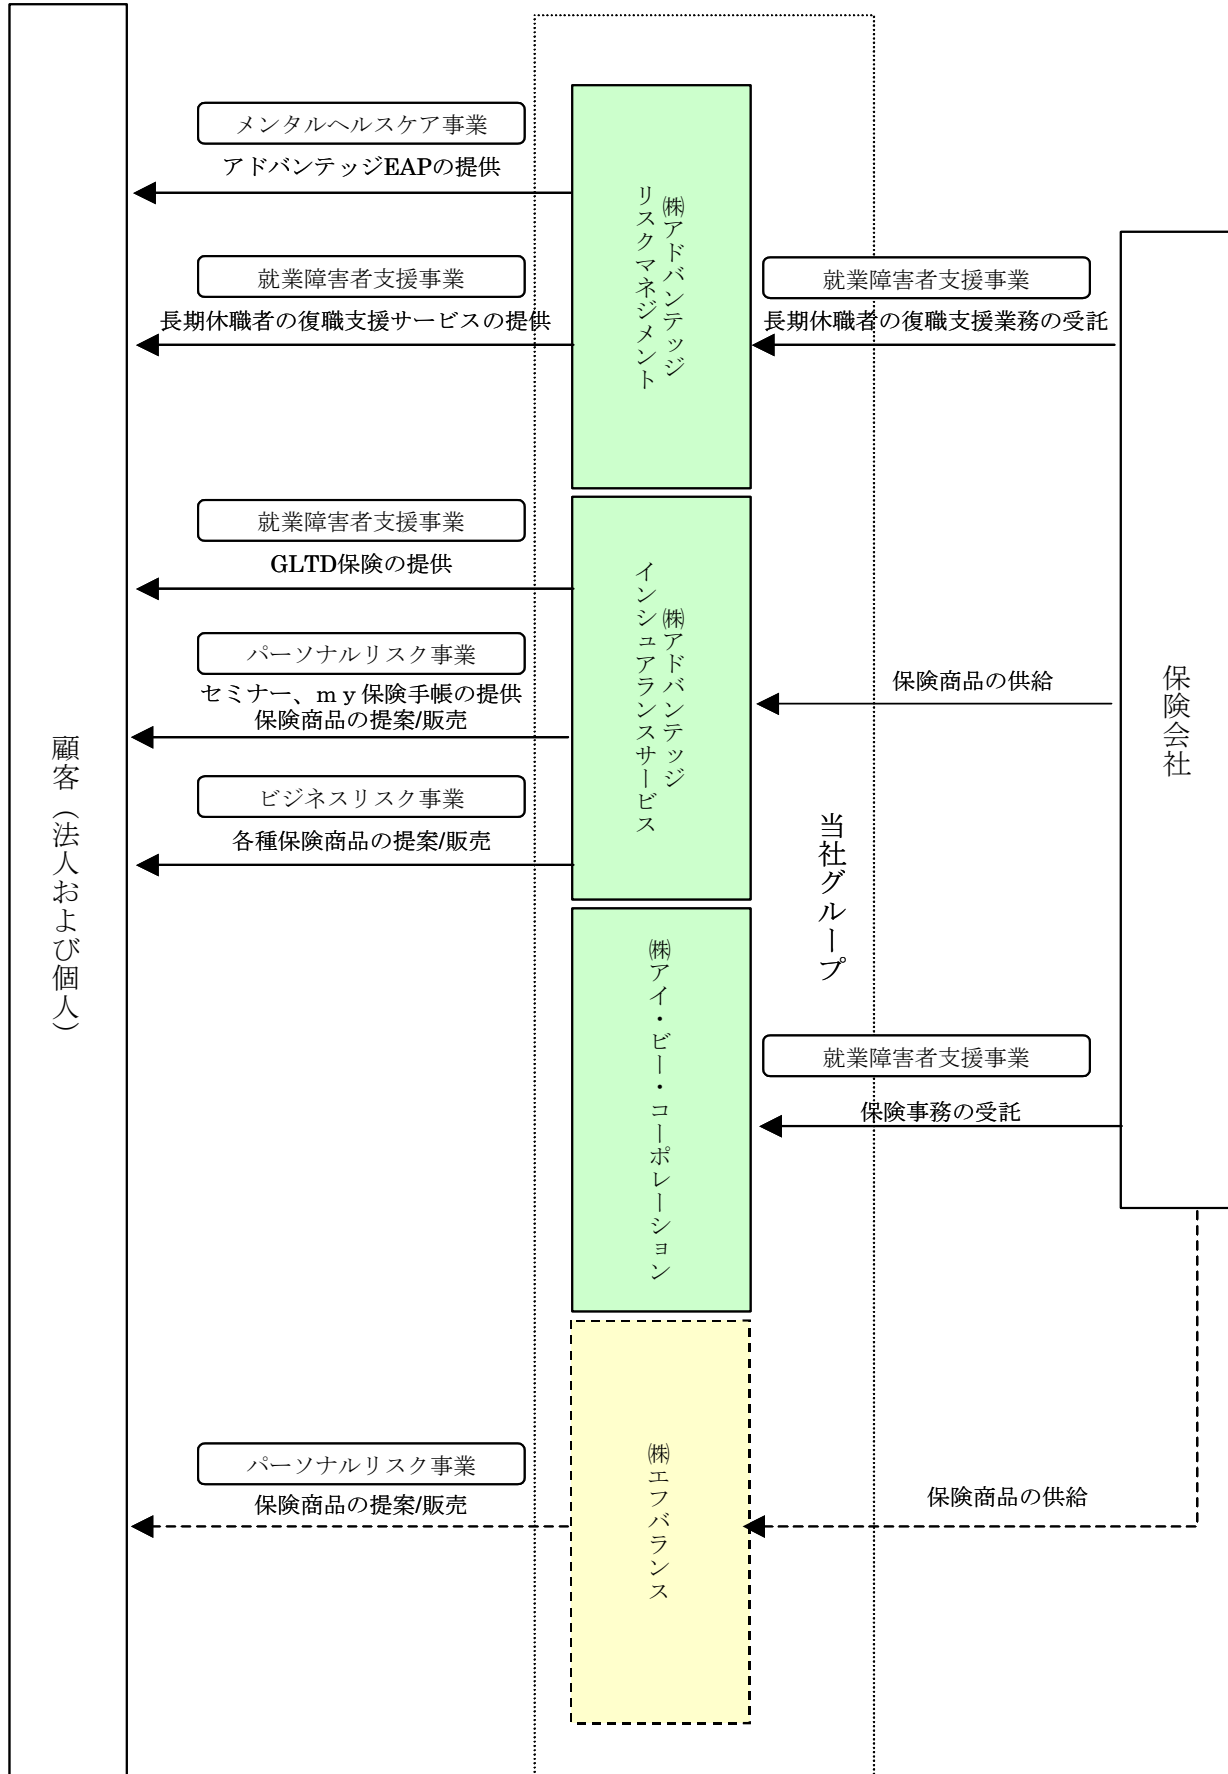 顧客（法人および個人）
メンタルヘルスケア事業
アドバンテッジEAPの提供
就業障害者支援事業
長期休職者の復職支援サービスの提供
就業障害者支援事業
GLTD保険の提供
パーソナルリスク事業
セミナー、ｍｙ保険手帳の提供
保険商品の提案/販売
ビジネスリスク事業
各種保険商品の提案/販売
パーソナルリスク事業
保険商品の提案/販売
㈱アドバンテッジ
リスクマネジメント
㈱アドバンテッジ
インシュアランスサービス
㈱アイ・ビー・コーポレーション
㈱エフバランス
当社グループ
就業障害者支援事業
長期休職者の復職支援業務の受託
保険商品の供給
就業障害者支援事業
保険事務の受託
保険商品の供給
保険会社